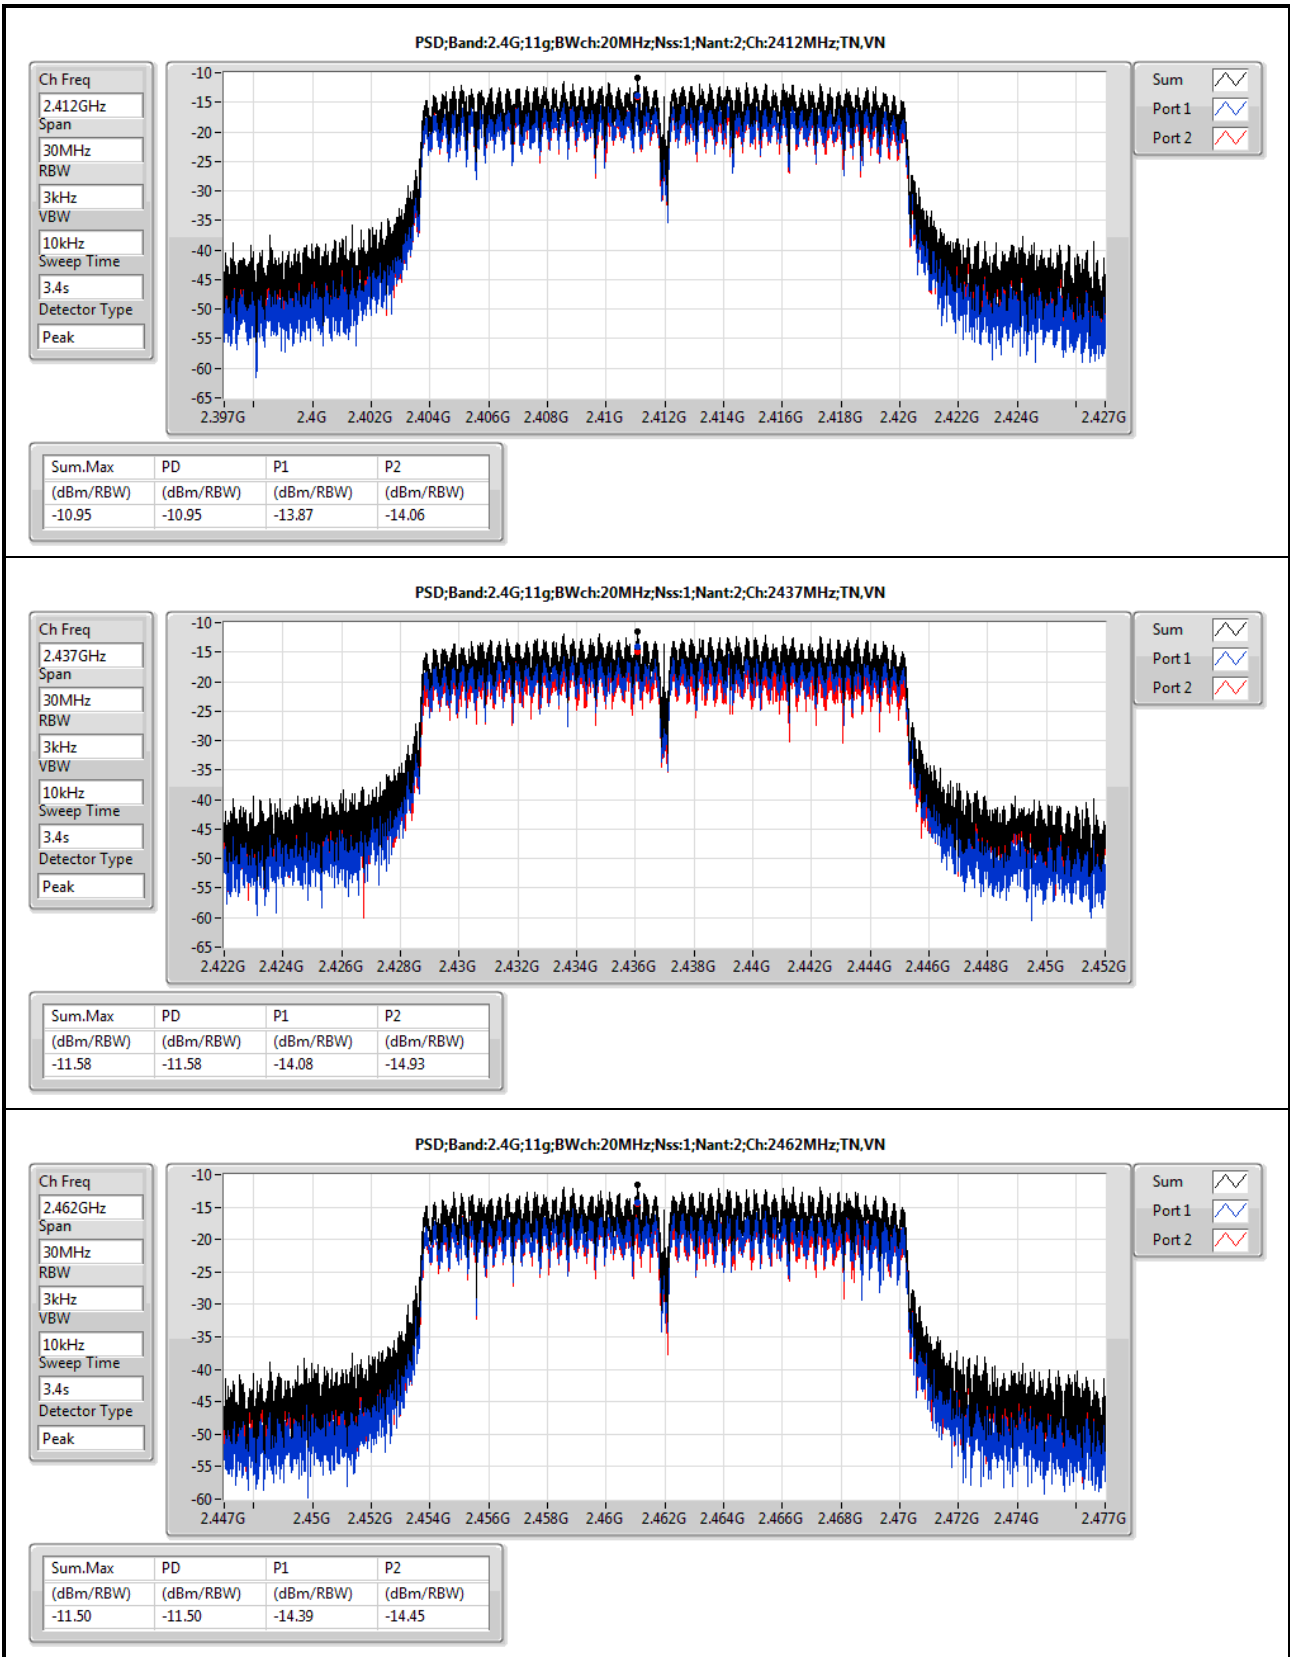 PSD;Band:2.4G;11g;BWch:20MHz;Nss:1;Nant:2;Ch:2412MHz;TN,VN
Ch Freq
2.412GHz
Span
30MHz
RBW
3kHz
VBW
10kHz
Sweep Time
3.4s
Detector Type
Peak
-10
-15
-20
-25
-30
-35
-40
-45
-50
-55
-60
-65
2.397G 2.4G 2.402G 2.404G 2.406G 2.408G 2.41G 2.412G 2.414G 2.416G 2.418G 2.42G 2.422G 2.424G 2.427G
Sum
Port 1
Port 2
Sum.Max PD P1 P2
(dBm/RBW) (dBm/RBW) (dBm/RBW) (dBm/RBW)
-10.95 -10.95 -13.87 -14.06
PSD;Band:2.4G;11g;BWch:20MHz;Nss:1;Nant:2;Ch:2437MHz;TN,VN
Ch Freq
2.437GHz
Span
30MHz
RBW
3kHz
VBW
10kHz
Sweep Time
3.4s
Detector Type
Peak
-10
-15
-20
-25
-30
-35
-40
-45
-50
-55
-60
-65
2.422G 2.424G 2.426G 2.428G 2.43G 2.432G 2.434G 2.436G 2.438G 2.44G 2.442G 2.444G 2.446G 2.448G 2.45G 2.452G
Sum
Port 1
Port 2
Sum.Max PD P1 P2
(dBm/RBW) (dBm/RBW) (dBm/RBW) (dBm/RBW)
-11.58 -11.58 -14.08 -14.93
PSD;Band:2.4G;11g;BWch:20MHz;Nss:1;Nant:2;Ch:2462MHz;TN,VN
Ch Freq
2.462GHz
Span
30MHz
RBW
3kHz
VBW
10kHz
Sweep Time
3.4s
Detector Type
Peak
-10
-15
-20
-25
-30
-35
-40
-45
-50
-55
-60
2.447G 2.45G 2.452G 2.454G 2.456G 2.458G 2.46G 2.462G 2.464G 2.466G 2.468G 2.47G 2.472G 2.474G 2.477G
Sum
Port 1
Port 2
Sum.Max PD P1 P2
(dBm/RBW) (dBm/RBW) (dBm/RBW) (dBm/RBW)
-11.50 -11.50 -14.39 -14.45